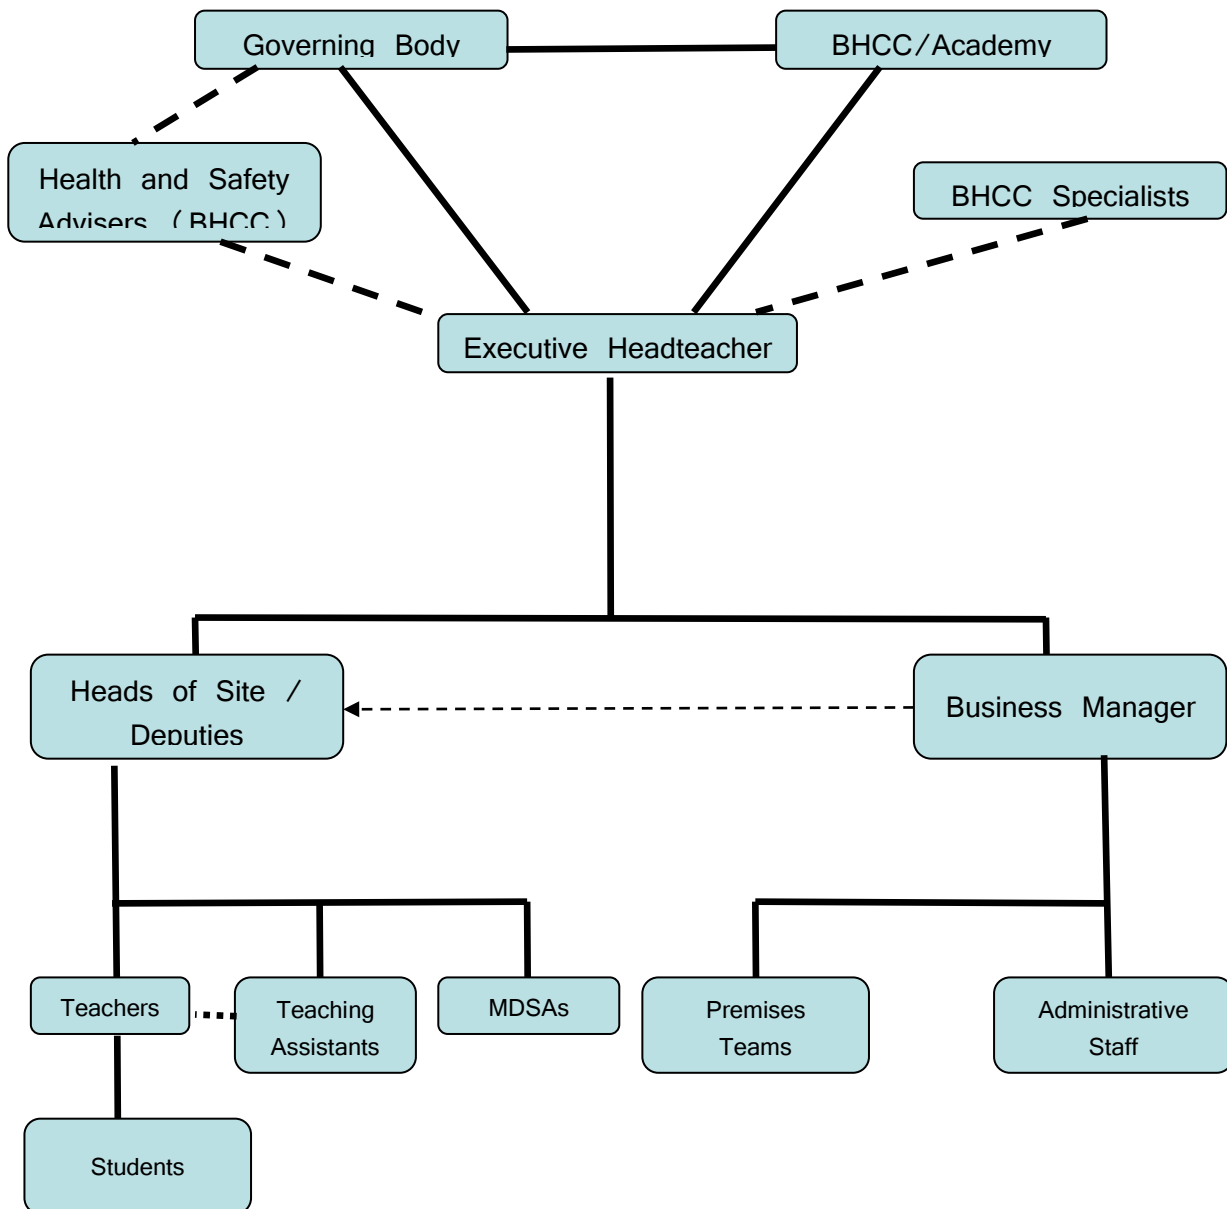 Governing Body
BHCC/Academy
Health and Safety
Advisers (BHCC)
BHCC Specialists
Executive Headteacher
Heads of Site /
Deputies
Business Manager
Teachers
Teaching
Assistants
MDSAs
Premises
Teams
Administrative
Staff
Students